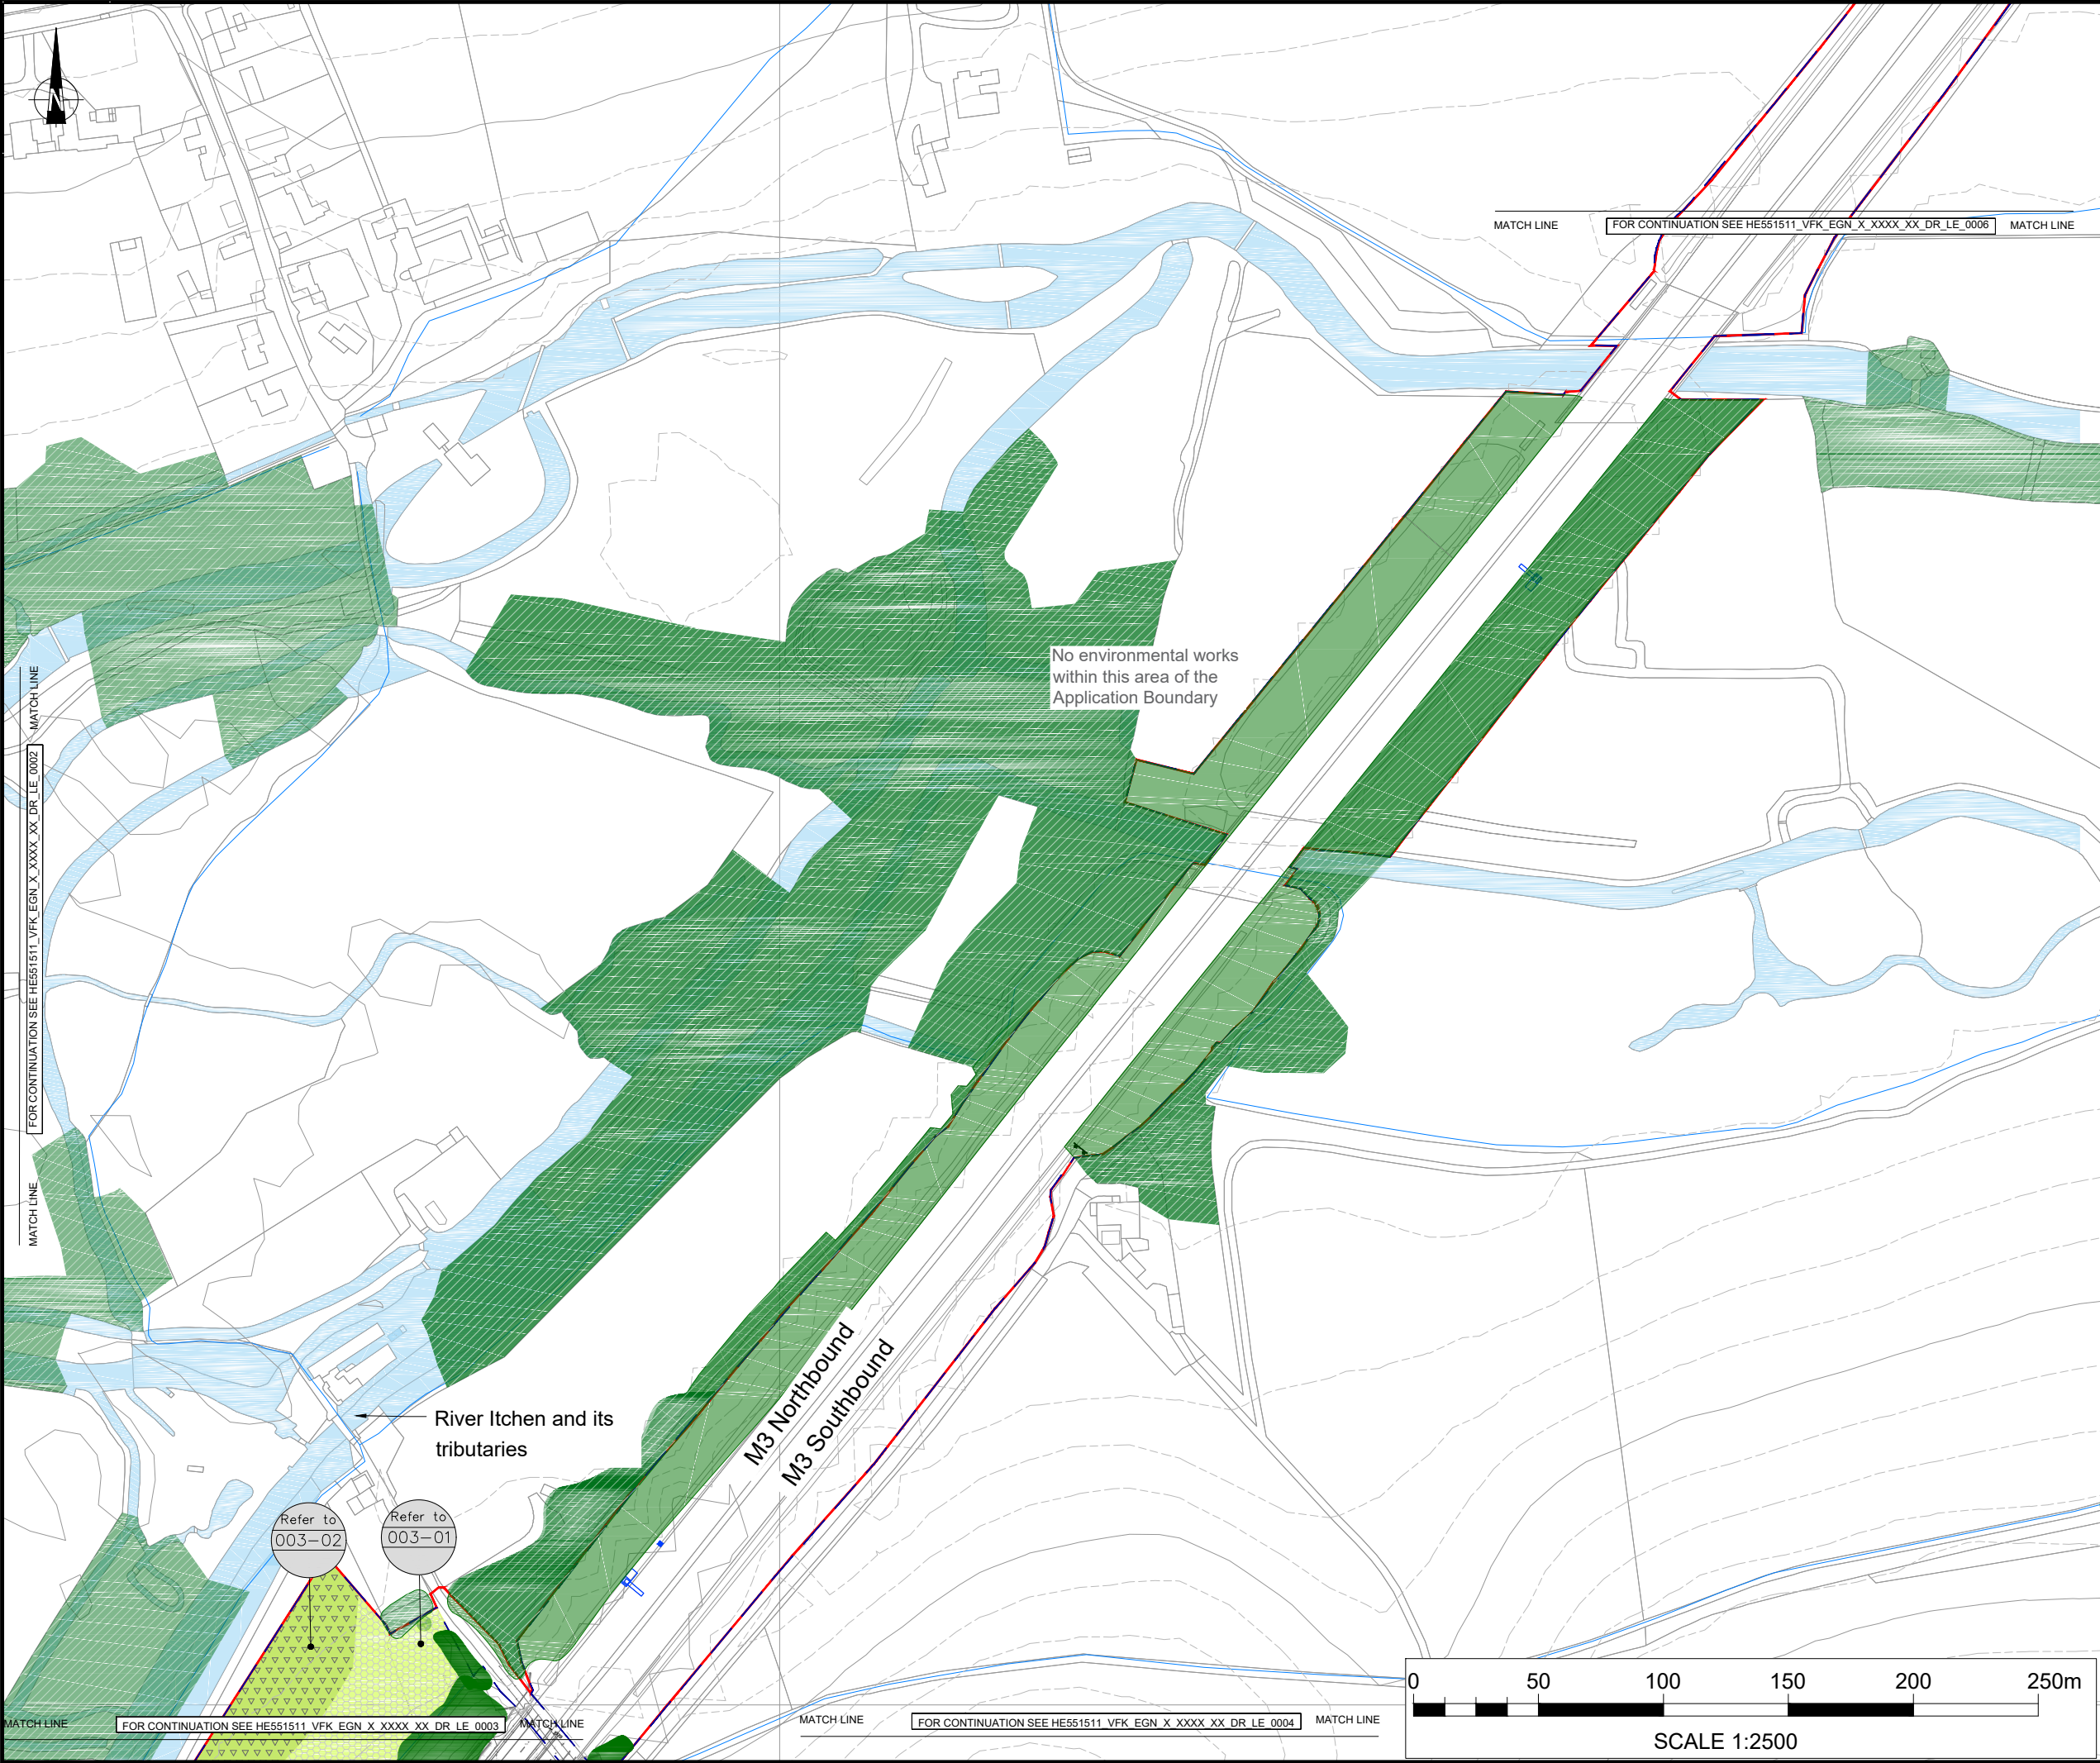 N
MATCH LINE
FOR CONTINUATION SEE HE551511_VFK_EGN_X_XXXX_XX_DR_LE_0006
MATCH LINE
No environmental works
within this area of the
Application Boundary
MATCH LINE
FOR CONTINUATION SEE HE551511_VFK_EGN_X_XXXX_XX_DR_LE_0002
MATCH LINE
M3 Northbound
M3 Southbound
River Itchen and its
tributaries
Refer to
003-02
Refer to
003-01
MATCH LINE
FOR CONTINUATION SEE HE551511_VFK_EGN_X_XXXX_XX_DR_LE_0003
MATCH LINE
MATCH LINE
FOR CONTINUATION SEE HE551511_VFK_EGN_X_XXXX_XX_DR_LE_0004
MATCH LINE
0 50 100 150 200 250m
SCALE 1:2500